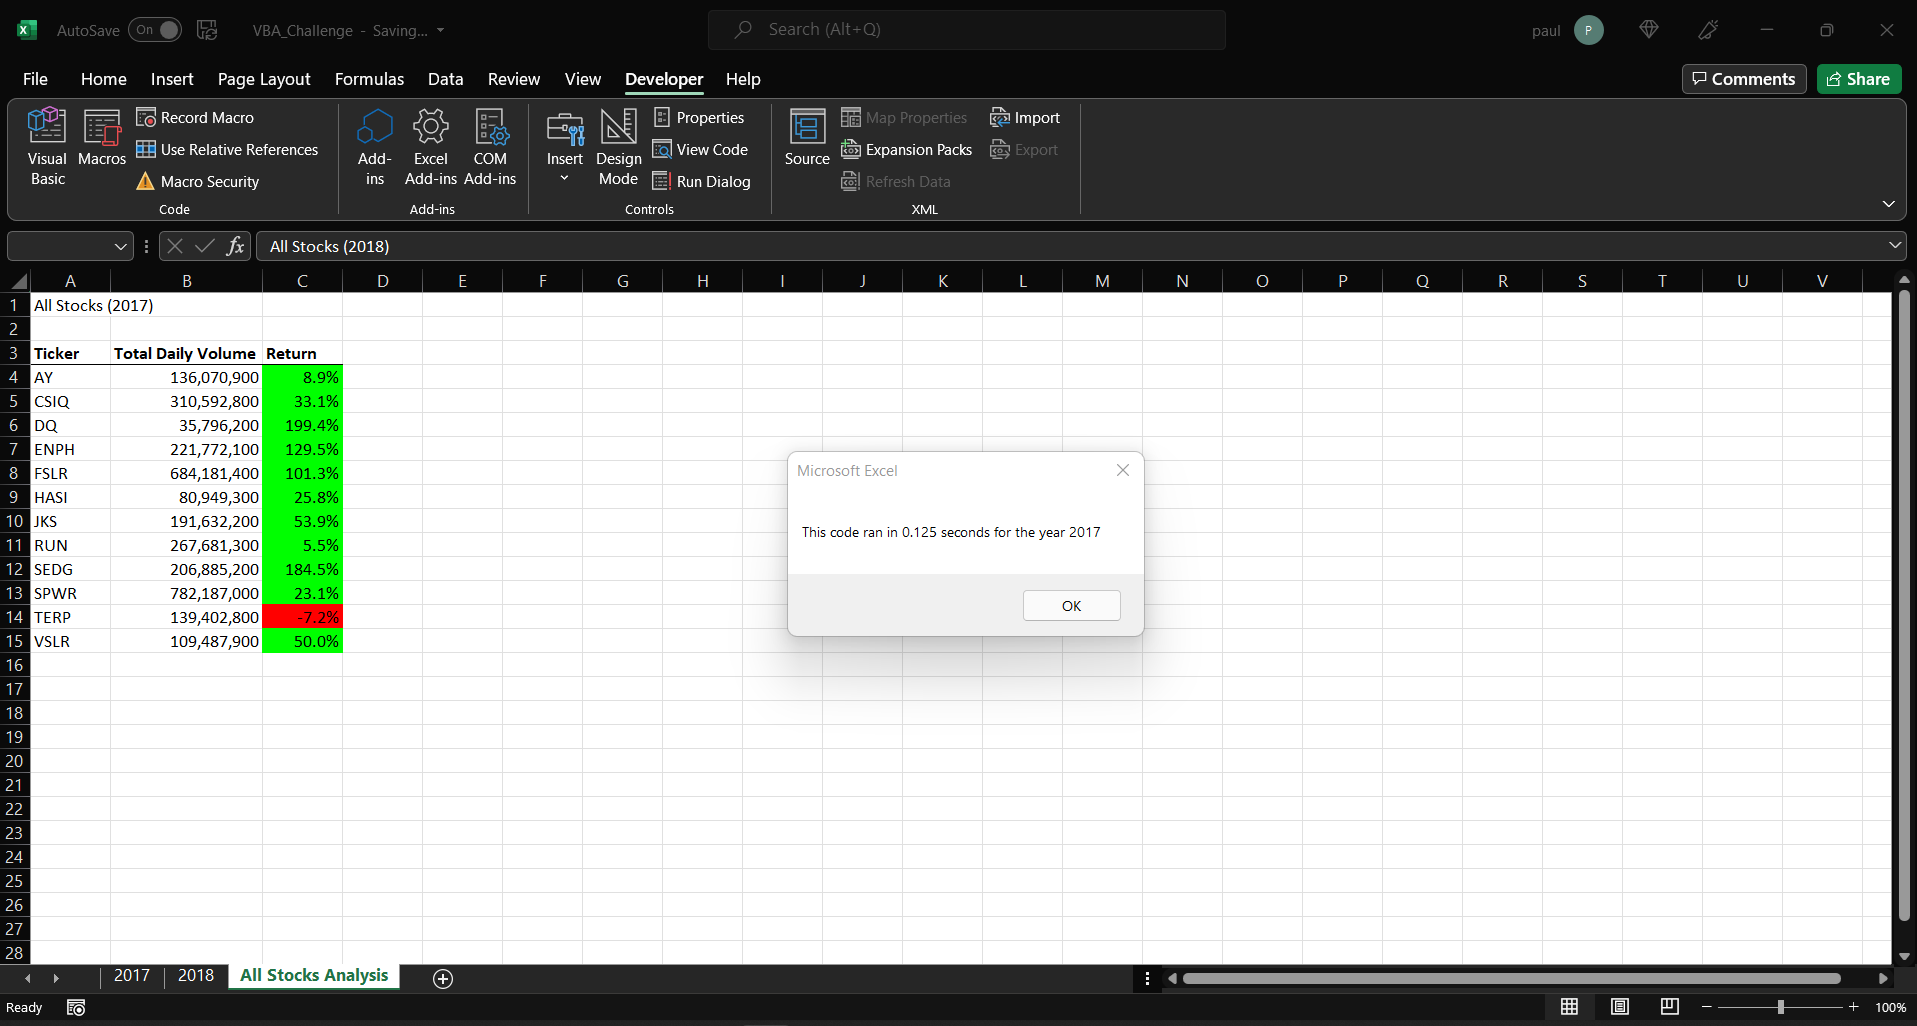 AutoSave On VBA_Challenge - Saving... Search (Alt+Q) paul P
File Home Insert Page Layout Formulas Data Review View Developer Help Comments Share
Visual Basic
Macros
Record Macro
Use Relative References
Macro Security
Code
Add-ins
Excel Add-ins
COM Add-ins
Add-ins
Insert
Design Mode
Properties
View Code
Run Dialog
Controls
Source
Map Properties
Expansion Packs
Refresh Data
Import
Export
XML
fx All Stocks (2018)
A B C D E F G H I J K L M N O P Q R S T U V
1 All Stocks (2017)
2
3 Ticker Total Daily Volume Return
4 AY 136,070,900 8.9%
5 CSIQ 310,592,800 33.1%
6 DQ 35,796,200 199.4%
7 ENPH 221,772,100 129.5%
8 FSLR 684,181,400 101.3%
9 HASI 80,949,300 25.8%
10 JKS 191,632,200 53.9%
11 RUN 267,681,300 5.5%
12 SEDG 206,885,200 184.5%
13 SPWR 782,187,000 23.1%
14 TERP 139,402,800 -7.2%
15 VSLR 109,487,900 50.0%
16
17
18
19
20
21
22
23
24
25
26
27
28
Microsoft Excel
This code ran in 0.125 seconds for the year 2017
OK
2017 2018 All Stocks Analysis
Ready 100%